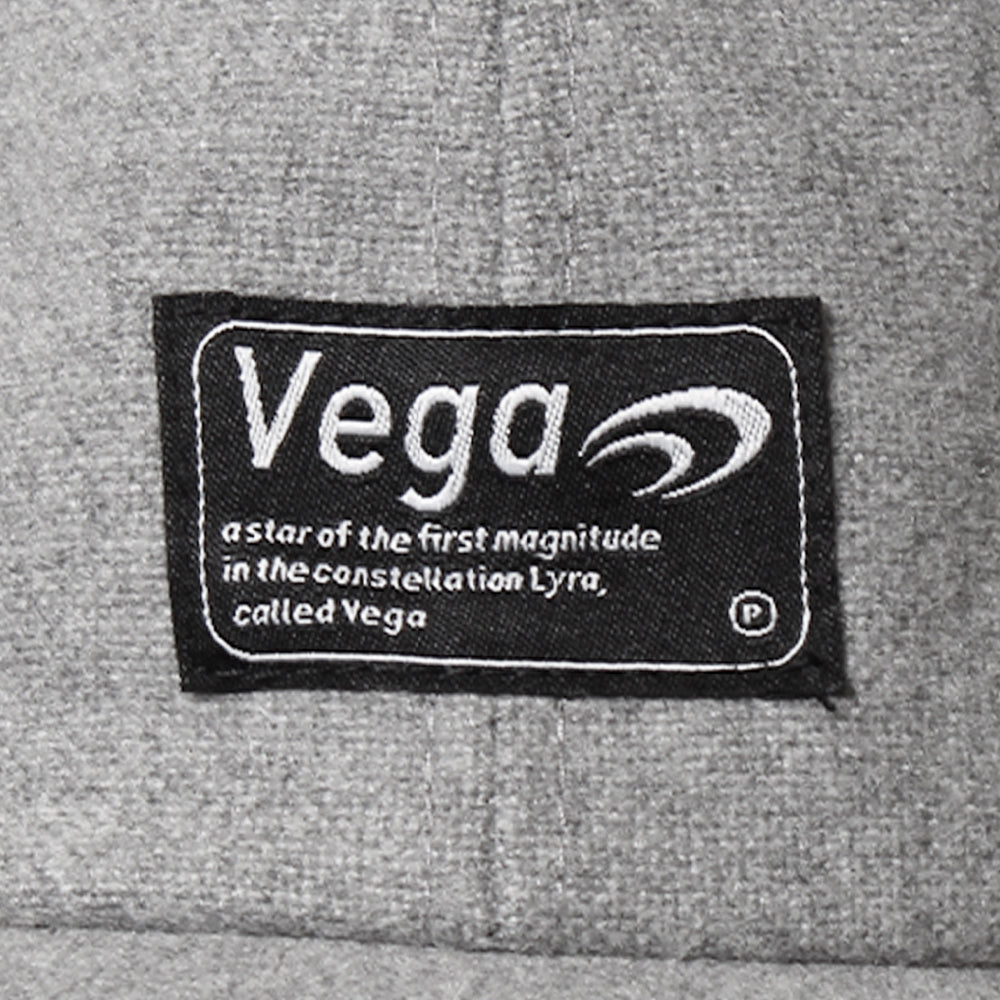 Vega
a star of the first magnitude
in the constellation Lyra,
called Vega
P